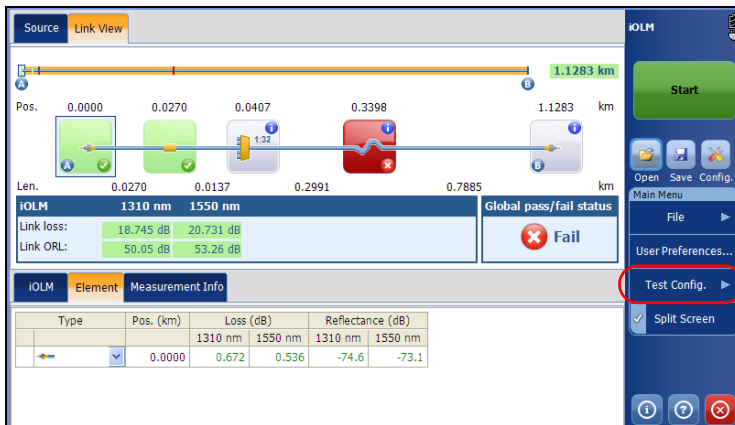 Source Link View
1.1283 km
A B
Pos. 0.0000 0.0270 0.0407 0.3398 1.1283 km
1:32
A B
Len. 0.0270 0.0137 0.2991 0.7885 km
iOLM 1310 nm 1550 nm Global pass/fail status
Link loss: 18.745 dB 20.731 dB
Link ORL: 50.05 dB 53.26 dB
Fail
iOLM Element Measurement Info
Type Pos. (km) Loss (dB) Reflectance (dB)
1310 nm 1550 nm 1310 nm 1550 nm
0.0000 0.672 0.536 -74.6 -73.1
iOLM
Start
Open Save Config.
Main Menu
File
User Preferences...
Test Config.
Split Screen